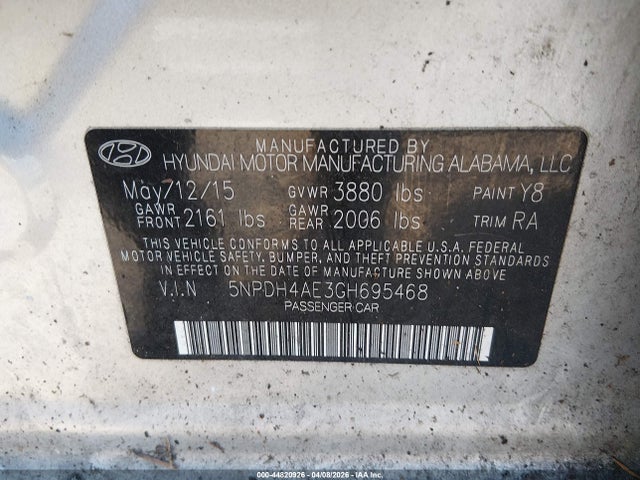 MANUFACTURED BY
HYUNDAI MOTOR MANUFACTURING ALABAMA, LLC
May/12/15 GVWR 3880 lbs PAINT Y8
GAWR FRONT 2161 lbs GAWR REAR 2006 lbs TRIM RA
THIS VEHICLE CONFORMS TO ALL APPLICABLE U.S.A. FEDERAL
MOTOR VEHICLE SAFETY, BUMPER, AND THEFT PREVENTION
STANDARDS IN EFFECT ON THE DATE OF MANUFACTURE SHOWN ABOVE
V.I.N 5NPDH4AE3GH695468
PASSENGER CAR
000-44820926 - 04/08/2026 - IAA Inc.